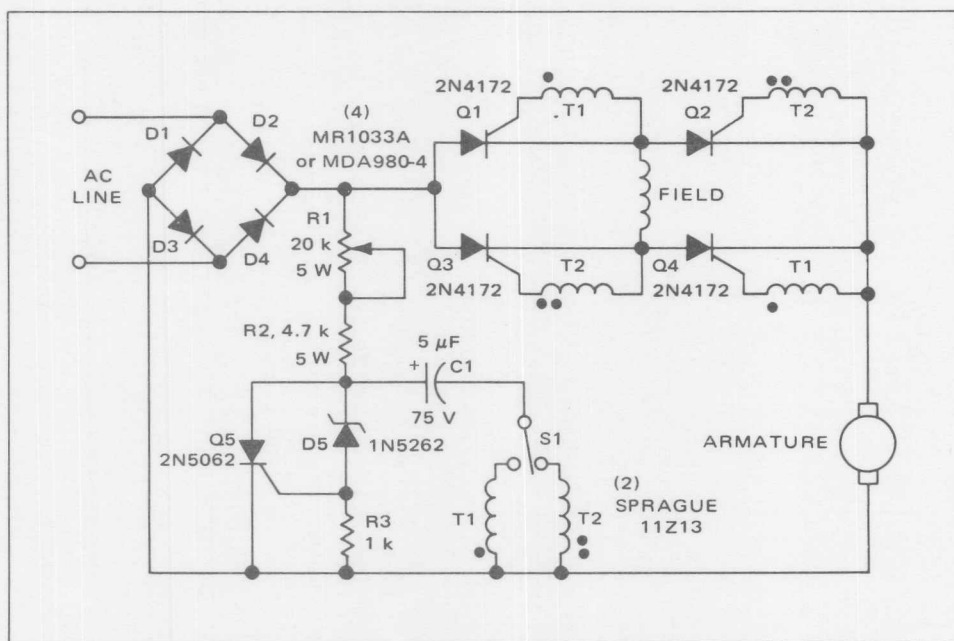 2N4172
Q1
T1
2N4172
Q2
T2
(4)
MR1033A
or MDA980-4
D1
D2
AC
LINE
D3
D4
R1
20 k
5 W
FIELD
Q3
2N4172
T2
Q4
2N4172
T1
R2, 4.7 k
5 W
5 µF
+
C1
75 V
S1
Q5
2N5062
D5
1N5262
ARMATURE
(2)
SPRAGUE
11Z13
T1
T2
R3
1 k